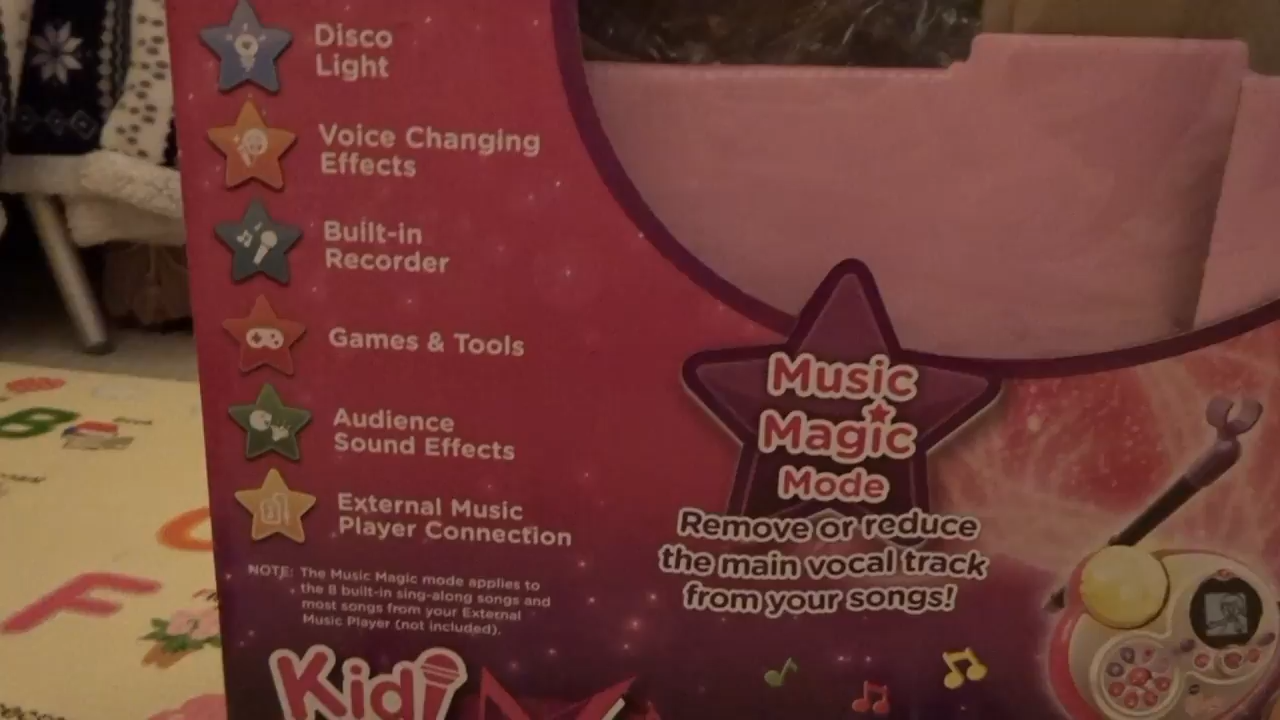 Disco
Light
Voice Changing
Effects
Built-in
Recorder
Games & Tools
Audience
Sound Effects
External Music
Player Connection
NOTE: The Music Magic mode applies to
the 8 built-in sing-along songs and
most songs from your External
Music Player (not included).
Music
Magic
Mode
Remove or reduce
the main vocal track
from your songs!
Kidi
B
F